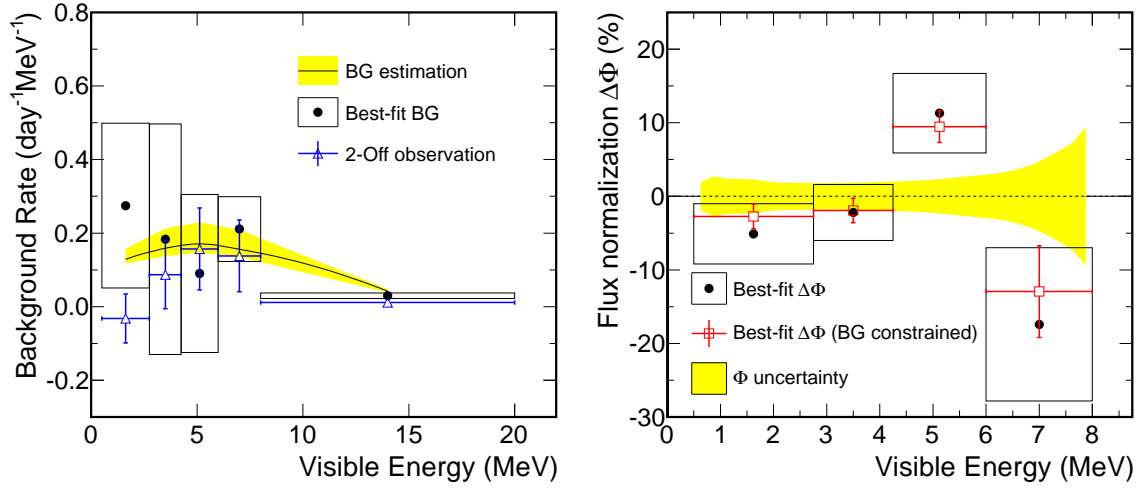 Background Rate (day⁻¹MeV⁻¹)
0.8
0.6
0.4
0.2
0.0
-0.2
BG estimation
Best-fit BG
2-Off observation
0 5 10 15 20
Visible Energy (MeV)
Flux normalization ΔΦ (%)
20
10
0
-10
-20
-30
Best-fit ΔΦ
Best-fit ΔΦ (BG constrained)
Φ uncertainty
0 1 2 3 4 5 6 7 8
Visible Energy (MeV)